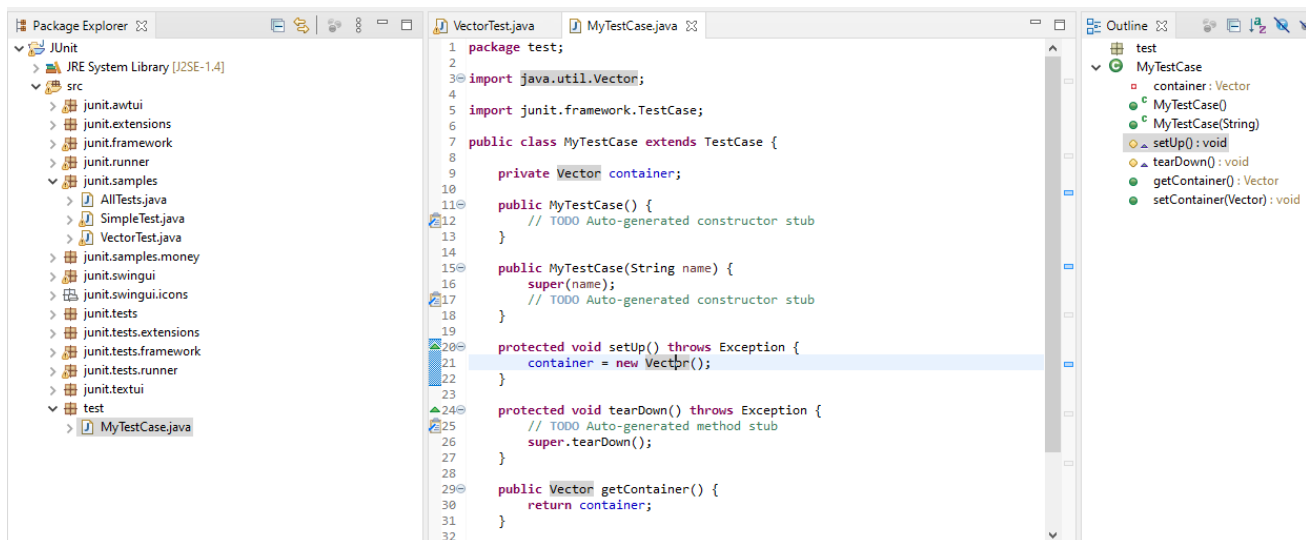 Package Explorer
JUnit
JRE System Library [J2SE-1.4]
src
junit.awtui
junit.extensions
junit.framework
junit.runner
junit.samples
AllTests.java
SimpleTest.java
VectorTest.java
junit.samples.money
junit.swingui
junit.swingui.icons
junit.tests
junit.tests.extensions
junit.tests.framework
junit.tests.runner
junit.textui
test
MyTestCase.java
VectorTest.java MyTestCase.java
1 package test;
2
3 import java.util.Vector;
4
5 import junit.framework.TestCase;
6
7 public class MyTestCase extends TestCase {
8
9 private Vector container;
10
11 public MyTestCase() {
12 // TODO Auto-generated constructor stub
13 }
14
15 public MyTestCase(String name) {
16 super(name);
17 // TODO Auto-generated constructor stub
18 }
19
20 protected void setUp() throws Exception {
21 container = new Vector();
22 }
23
24 protected void tearDown() throws Exception {
25 // TODO Auto-generated method stub
26 super.tearDown();
27 }
28
29 public Vector getContainer() {
30 return container;
31 }
32
Outline
test
MyTestCase
container : Vector
MyTestCase()
MyTestCase(String)
setUp() : void
tearDown() : void
getContainer() : Vector
setContainer(Vector) : void